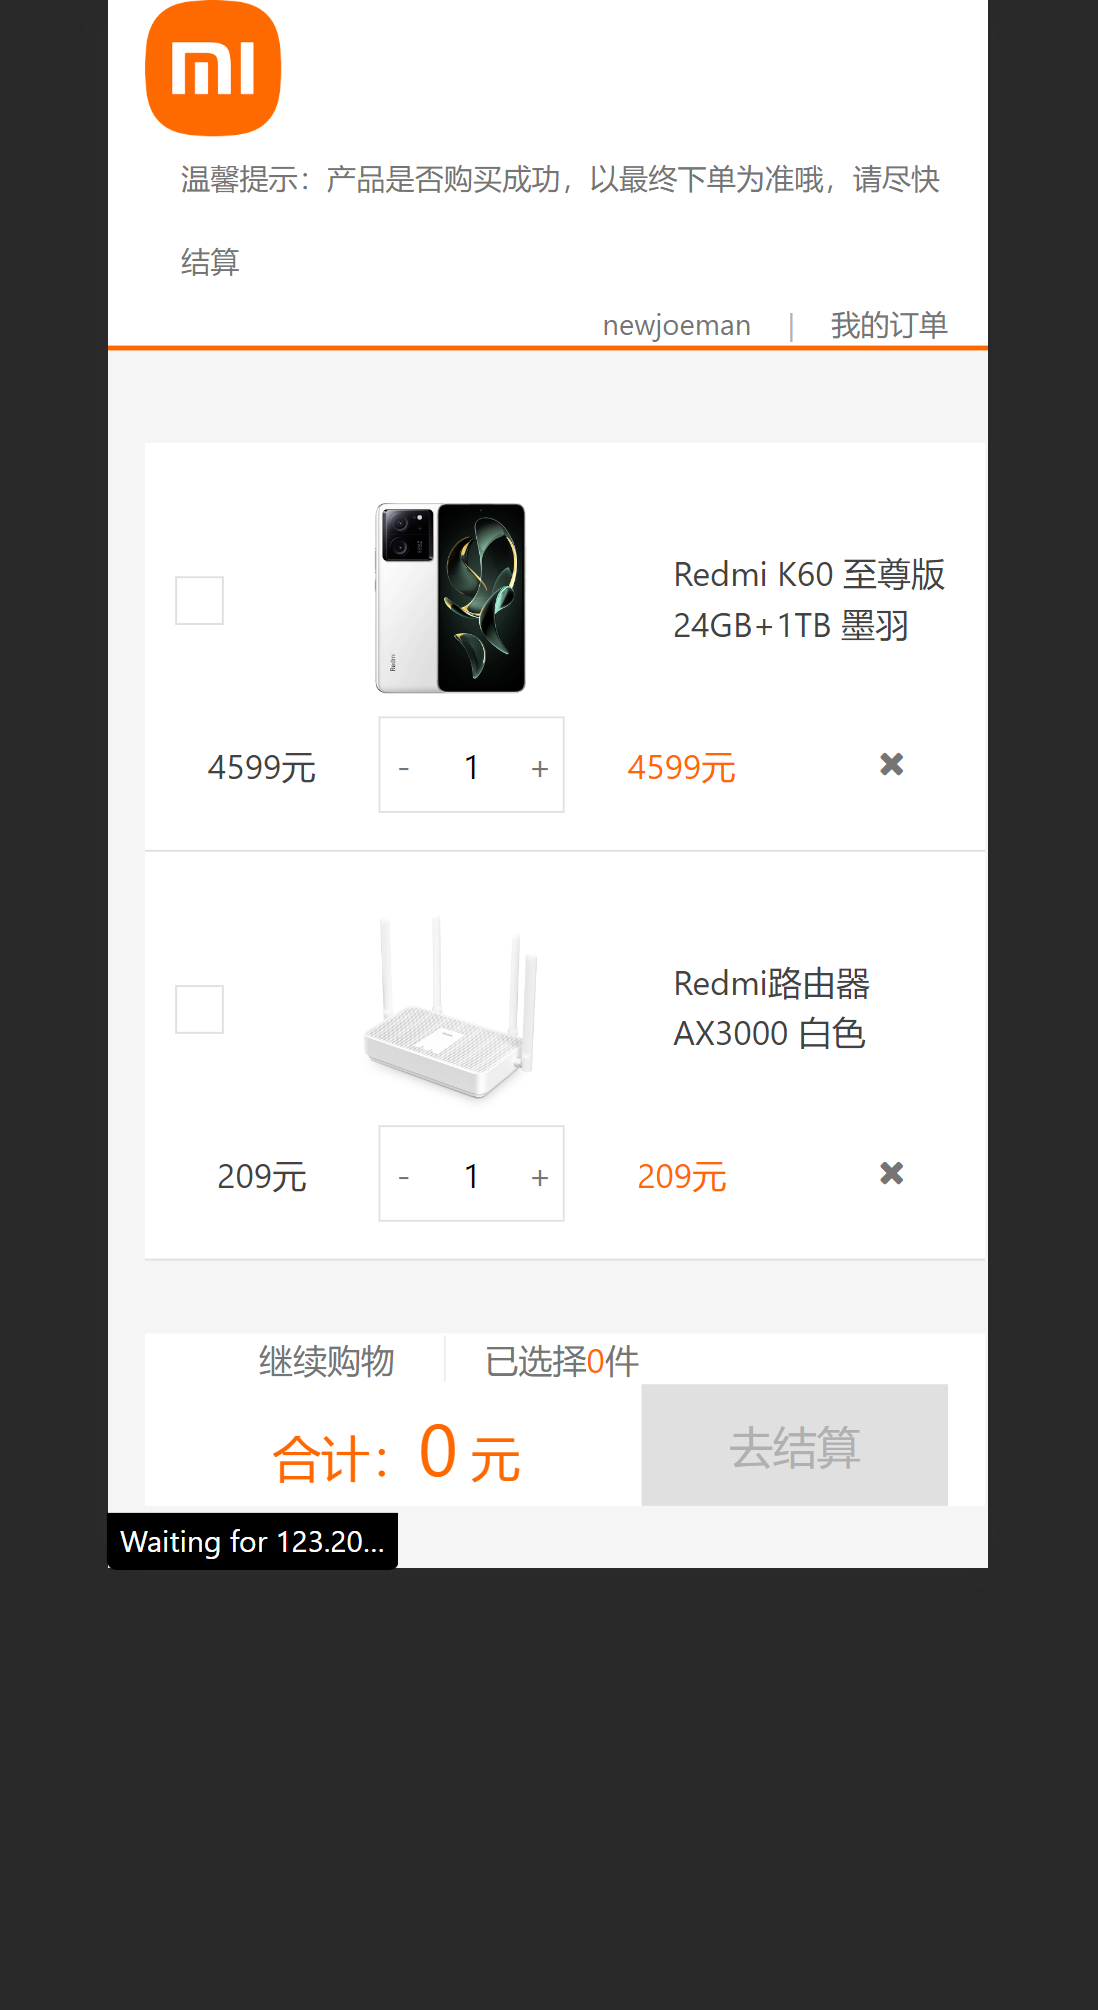 mi
温馨提示：产品是否购买成功，以最终下单为准哦，请尽快
结算
newjoeman | 我的订单
Redmi K60 至尊版
24GB+1TB 墨羽
4599元 - 1 + 4599元 ✖
Redmi路由器
AX3000 白色
209元 - 1 + 209元 ✖
继续购物 已选择0件
合计：0 元 去结算
Waiting for 123.20...